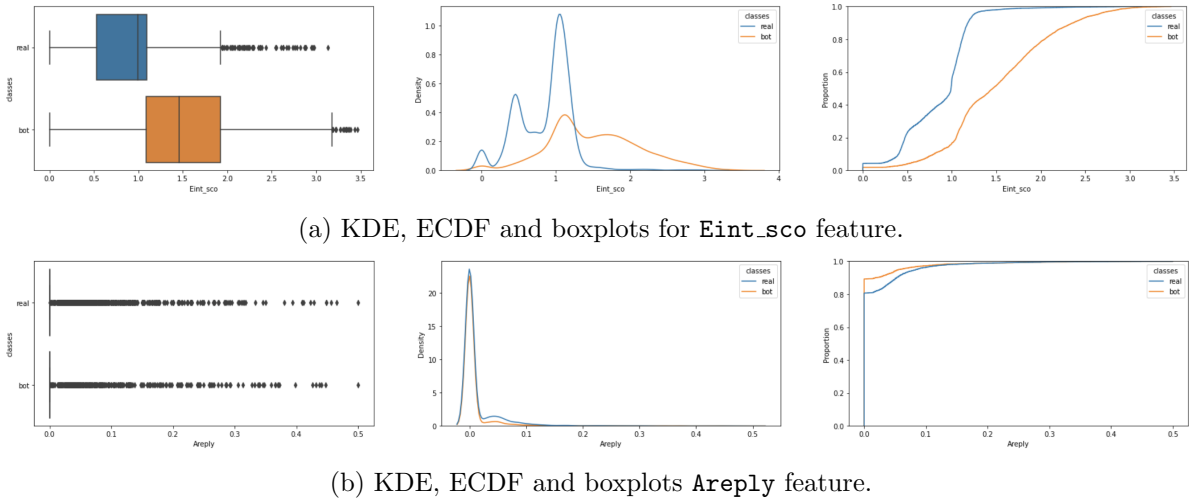 real
bot
classes
0.0 0.5 1.0 1.5 2.0 2.5 3.0 3.5
Eint_sco
1.0
0.8
0.6
0.4
0.2
0.0
Density
0 1 2 3 4
Eint_sco
classes
real
bot
1.0
0.8
0.6
0.4
0.2
0.0
Proportion
0.0 0.5 1.0 1.5 2.0 2.5 3.0 3.5
Eint_sco
classes
real
bot
(a) KDE, ECDF and boxplots for Eint_sco feature.
real
bot
classes
0.0 0.1 0.2 0.3 0.4 0.5
Areply
20
15
10
5
0
Density
0.0 0.1 0.2 0.3 0.4 0.5
Areply
classes
real
bot
1.0
0.8
0.6
0.4
0.2
0.0
Proportion
0.0 0.1 0.2 0.3 0.4 0.5
Areply
classes
real
bot
(b) KDE, ECDF and boxplots Areply feature.